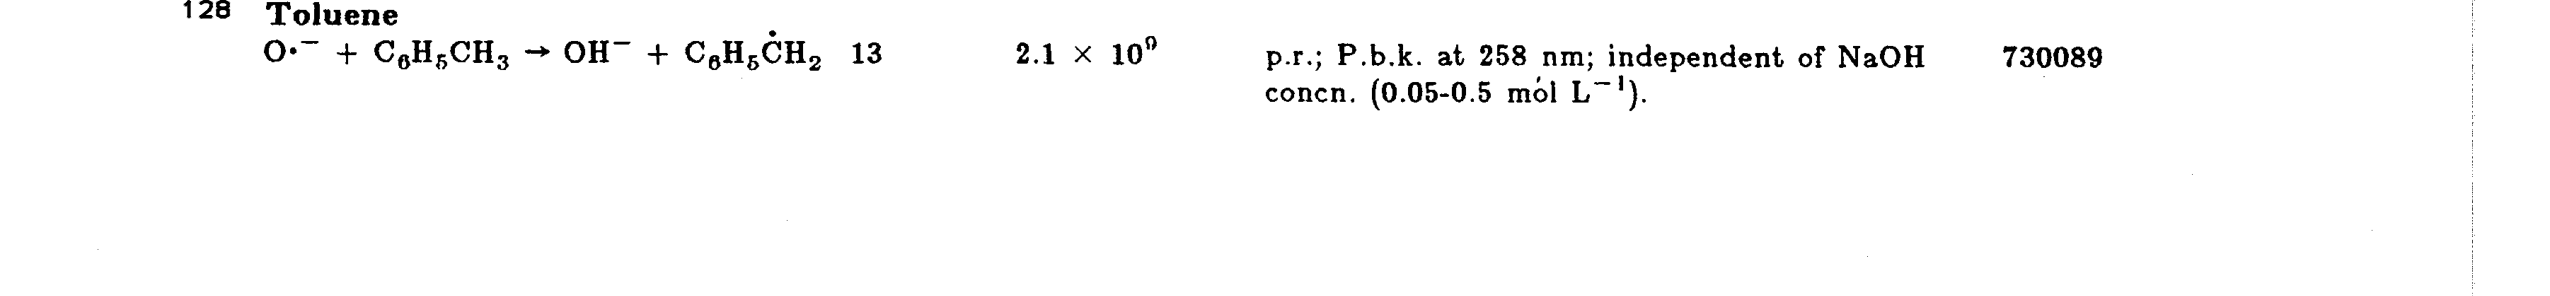 128 Toluene
O•⁻ + C₆H₅CH₃ → OH⁻ + C₆H₅ĊH₂ 13 2.1 × 10⁹ p.r.; P.b.k. at 258 nm; independent of NaOH 730089
concn. (0.05-0.5 mol L⁻¹).